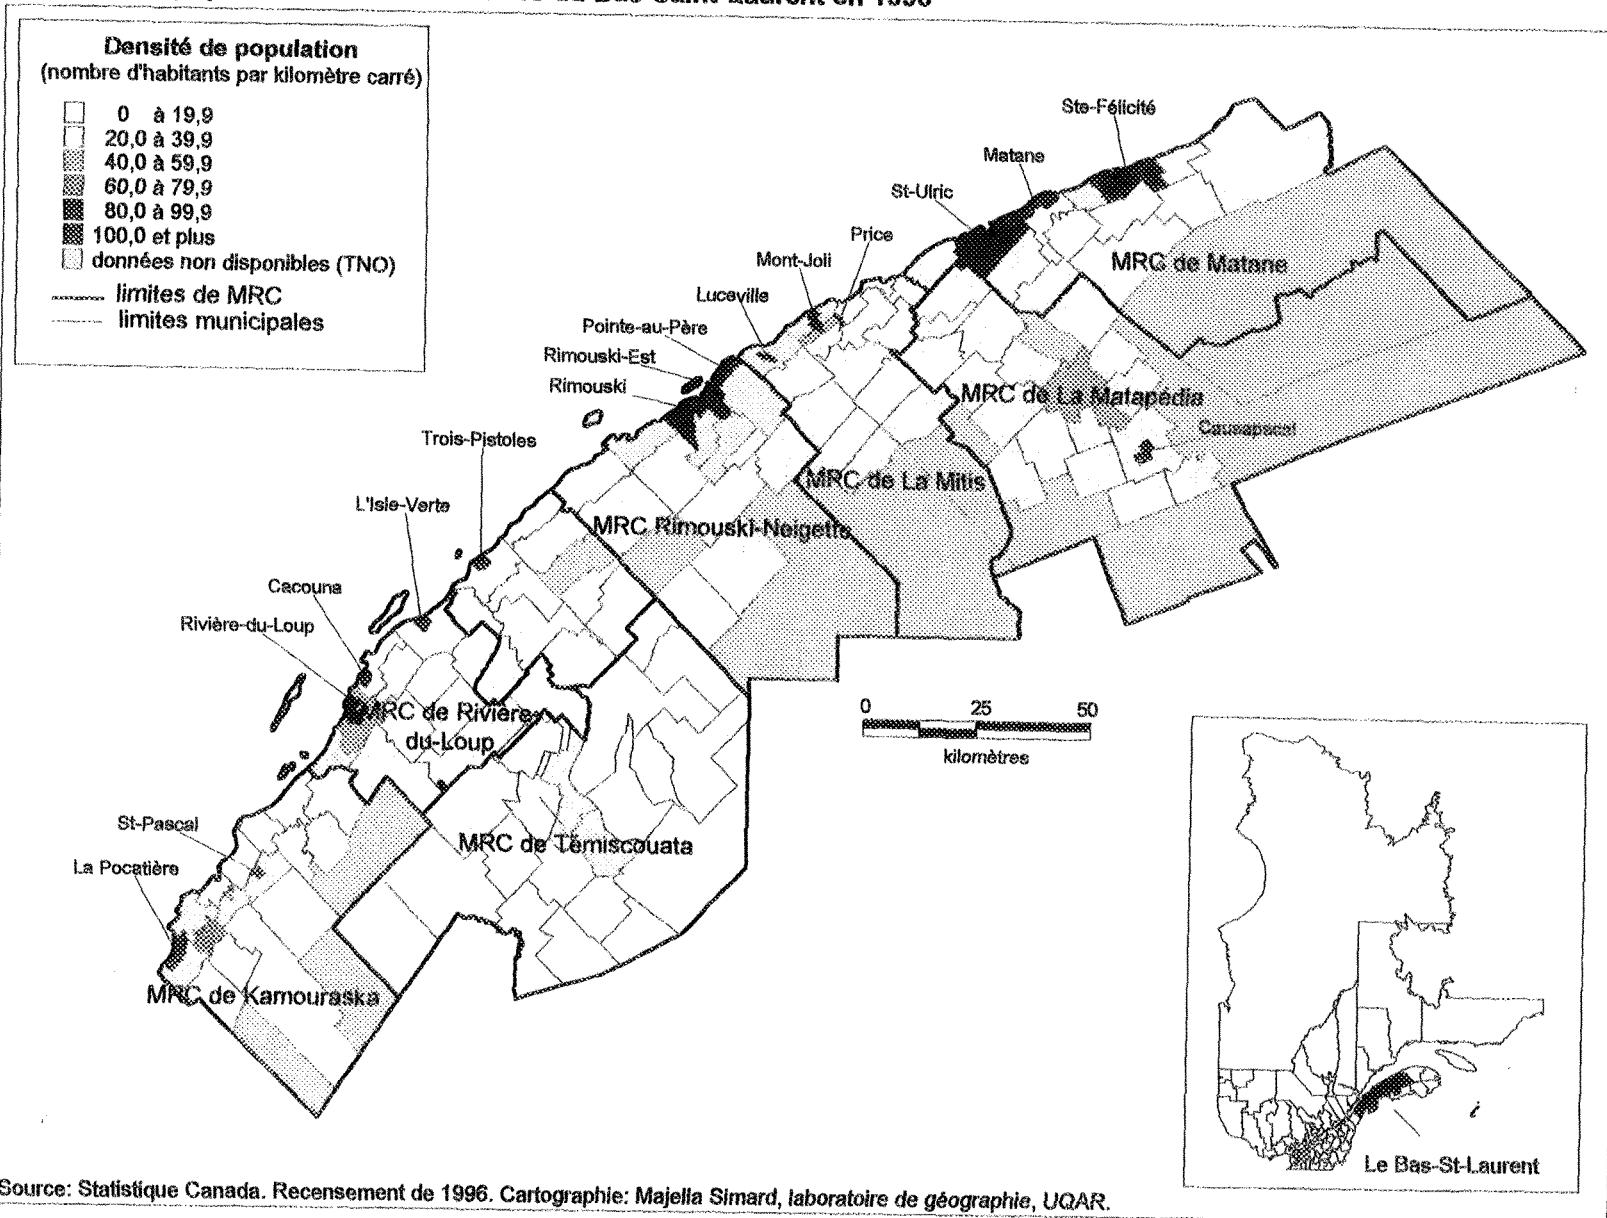 Bas-Saint-Laurent en 1996
Densité de population
(nombre d'habitants par kilomètre carré)
0 à 19,9
20,0 à 39,9
40,0 à 59,9
60,0 à 79,9
80,0 à 99,9
100,0 et plus
données non disponibles (TNO)
limites de MRC
limites municipales
Ste-Félicité
Matane
St-Ulric
Price
Mont-Joli
Luceville
Pointe-au-Père
Rimouski-Est
Rimouski
Trois-Pistoles
L'Isle-Verte
Cacouna
Rivière-du-Loup
St-Pascal
La Pocatière
MRC de Matane
MRC de La Matapédia
Causapscal
MRC de La Mitis
MRC Rimouski-Neigette
MRC de Rivière-
du-Loup
MRC de Témiscouata
MRC de Kamouraska
0 25 50
kilomètres
Le Bas-St-Laurent
Source: Statistique Canada. Recensement de 1996. Cartographie: Majella Simard, laboratoire de géographie, UQAR.